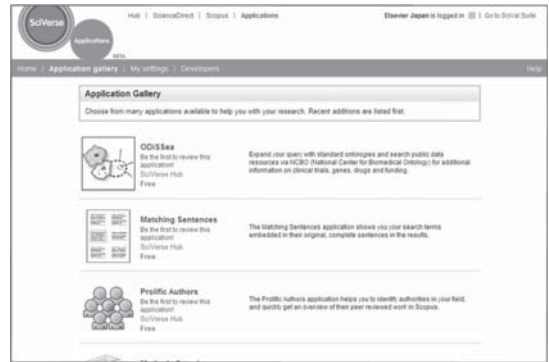 SciVerse
Hub | ScienceDirect | Scopus | Applications
Elsevier Japan is logged in | Go to SciVal Suite
Applications
BETA
Home | Application gallery | My settings | Developers
Help
Application Gallery
Choose from many applications available to help you with your research. Recent additions are listed first.
ODiSSea
Be the first to review this
application!
SciVerse Hub
Free
Expand your query with standard ontologies and search public data
resources via NCBO (National Center for Biomedical Ontology) for additional
information on clinical trials, genes, drugs and funding.
Matching Sentences
Be the first to review this
application!
SciVerse Hub
Free
The Matching Sentences application shows you your search terms
embedded in their original, complete sentences in the results.
Prolific Authors
Be the first to review this
application!
SciVerse Hub
Free
The Prolific Authors application helps you to identify authorities in your field,
and quickly get an overview of their peer reviewed work in Scopus.